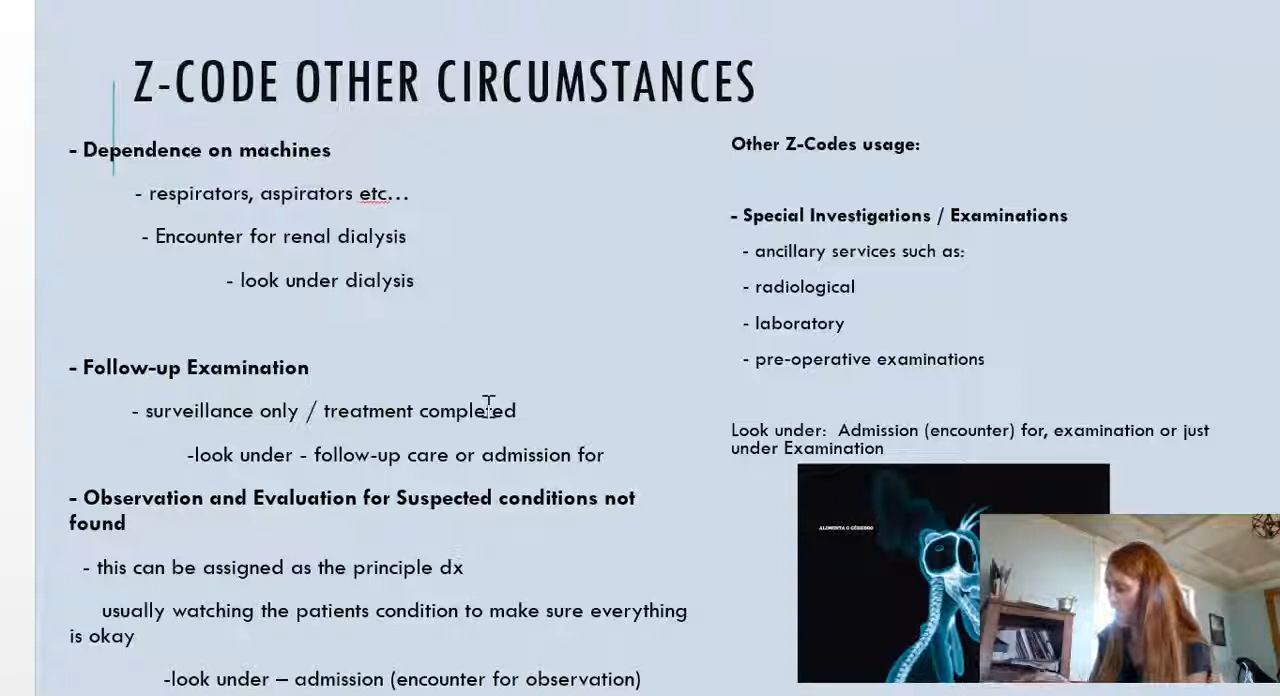 Z-CODE OTHER CIRCUMSTANCES
- Dependence on machines
- respirators, aspirators etc...
- Encounter for renal dialysis
- look under dialysis
- Follow-up Examination
- surveillance only / treatment completed
-look under - follow-up care or admission for
- Observation and Evaluation for Suspected conditions not
found
- this can be assigned as the principle dx
usually watching the patients condition to make sure everything
is okay
-look under – admission (encounter for observation)
Other Z-Codes usage:
- Special Investigations / Examinations
- ancillary services such as:
- radiological
- laboratory
- pre-operative examinations
Look under: Admission (encounter) for, examination or just
under Examination
ALIMENTA O CÉREBRO